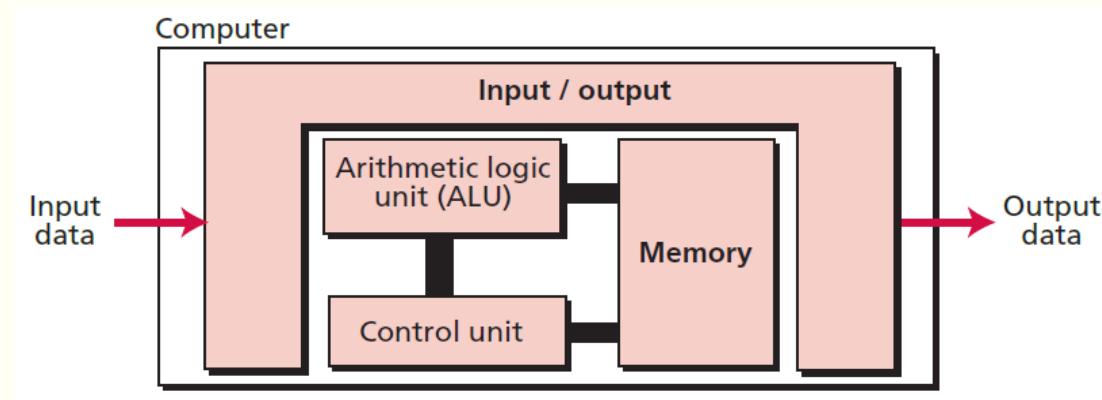 Computer
Input / output
Arithmetic logic
unit (ALU)
Memory
Control unit
Input
data
Output
data